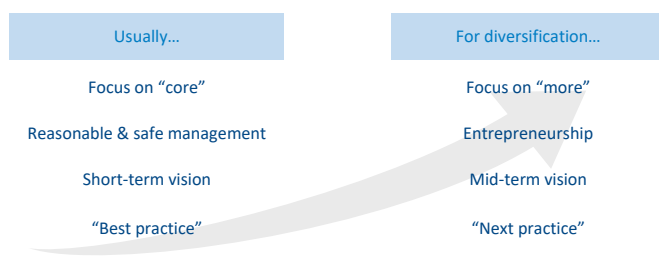 Usually…
For diversification…
Focus on “core”
Focus on “more”
Reasonable & safe management
Entrepreneurship
Short-term vision
Mid-term vision
“Best practice”
“Next practice”